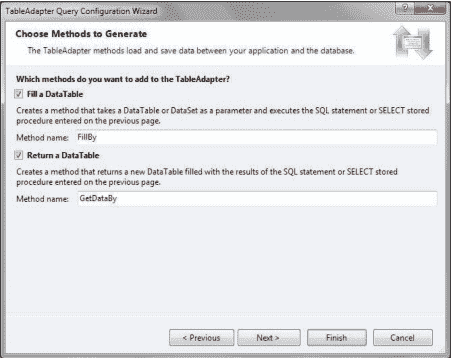 TableAdapter Query Configuration Wizard
Choose Methods to Generate
The TableAdapter methods load and save data between your application and the database.
Which methods do you want to add to the TableAdapter?
Fill a DataTable
Creates a method that takes a DataTable or DataSet as a parameter and executes the SQL statement or SELECT stored
procedure entered on the previous page.
Method name: FillBy
Return a DataTable
Creates a method that returns a new DataTable filled with the results of the SQL statement or SELECT stored
procedure entered on the previous page.
Method name: GetDataBy
< Previous Next > Finish Cancel